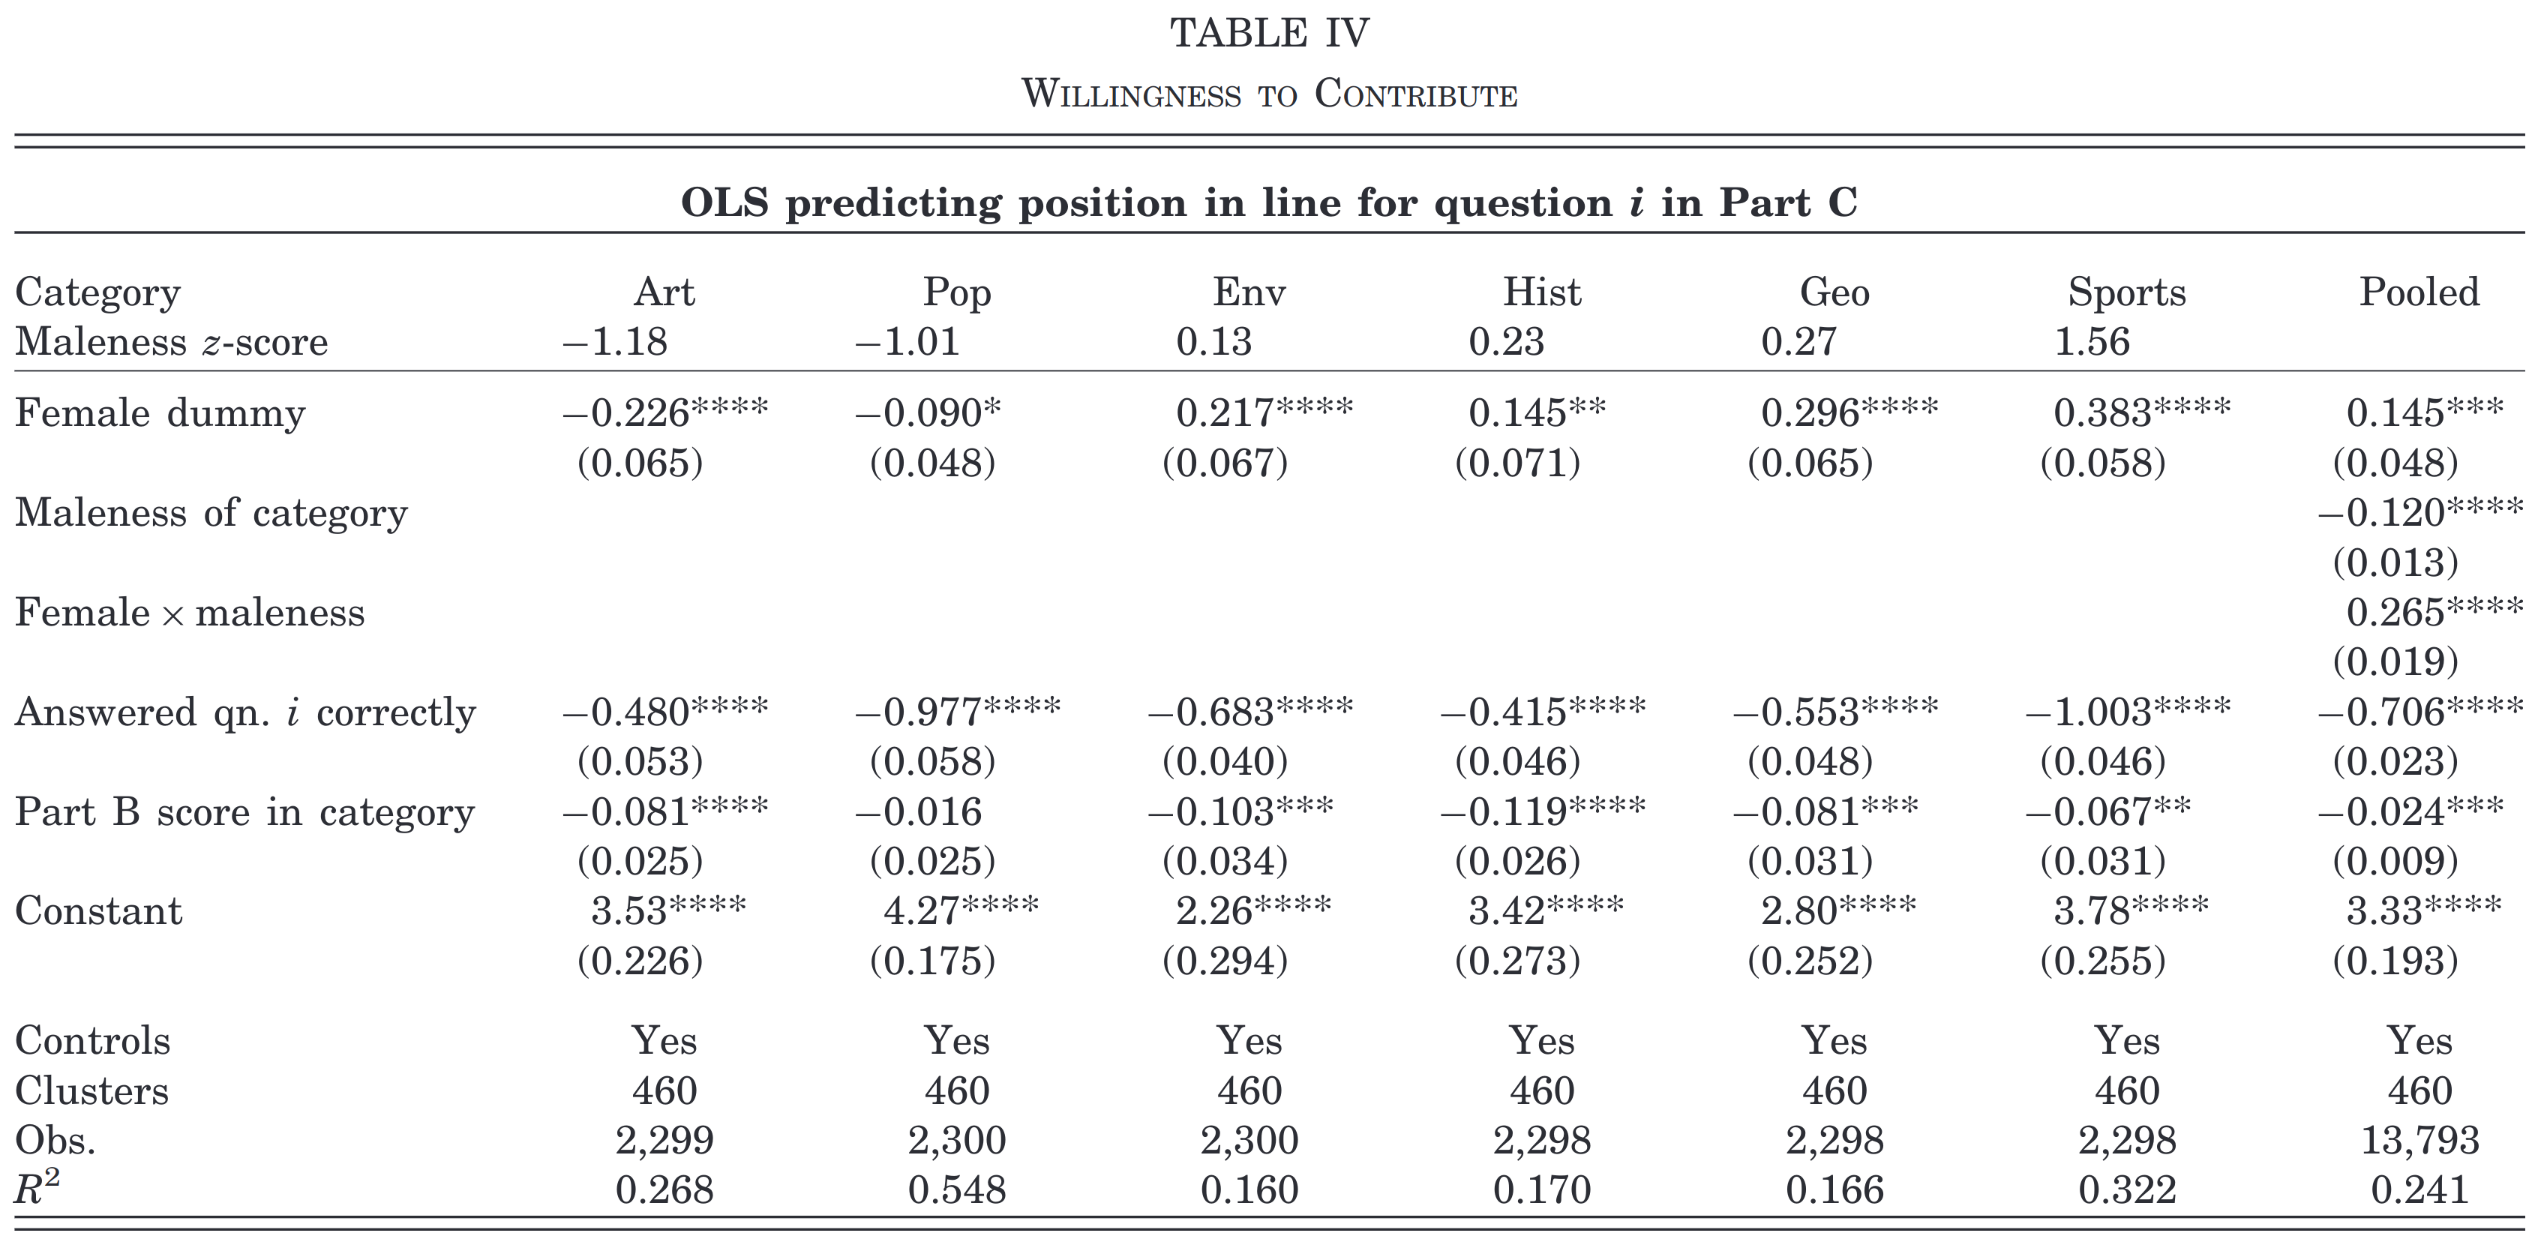 TABLE IV
WILLINGNESS TO CONTRIBUTE
OLS predicting position in line for question i in Part C
Category Art Pop Env Hist Geo Sports Pooled
Maleness z-score −1.18 −1.01 0.13 0.23 0.27 1.56
Female dummy −0.226**** −0.090* 0.217**** 0.145** 0.296**** 0.383**** 0.145***
(0.065) (0.048) (0.067) (0.071) (0.065) (0.058) (0.048)
Maleness of category −0.120****
(0.013)
Female × maleness 0.265****
(0.019)
Answered qn. i correctly −0.480**** −0.977**** −0.683**** −0.415**** −0.553**** −1.003**** −0.706****
(0.053) (0.058) (0.040) (0.046) (0.048) (0.046) (0.023)
Part B score in category −0.081**** −0.016 −0.103*** −0.119**** −0.081*** −0.067** −0.024***
(0.025) (0.025) (0.034) (0.026) (0.031) (0.031) (0.009)
Constant 3.53**** 4.27**** 2.26**** 3.42**** 2.80**** 3.78**** 3.33****
(0.226) (0.175) (0.294) (0.273) (0.252) (0.255) (0.193)
Controls Yes Yes Yes Yes Yes Yes Yes
Clusters 460 460 460 460 460 460 460
Obs. 2,299 2,300 2,300 2,298 2,298 2,298 13,793
R² 0.268 0.548 0.160 0.170 0.166 0.322 0.241